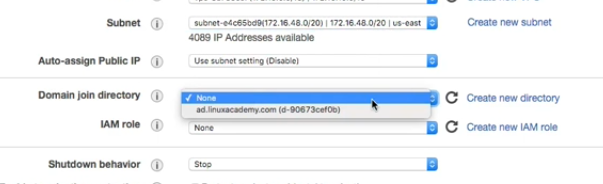 Subnet
subnet-e4c65bd9(172.16.48.0/20) | 172.16.48.0/20 | us-east
Create new subnet
4089 IP Addresses available
Auto-assign Public IP
Use subnet setting (Disable)
Domain join directory
None
Create new directory
ad.linuxacademy.com (d-90673cef0b)
IAM role
None
Create new IAM role
Shutdown behavior
Stop